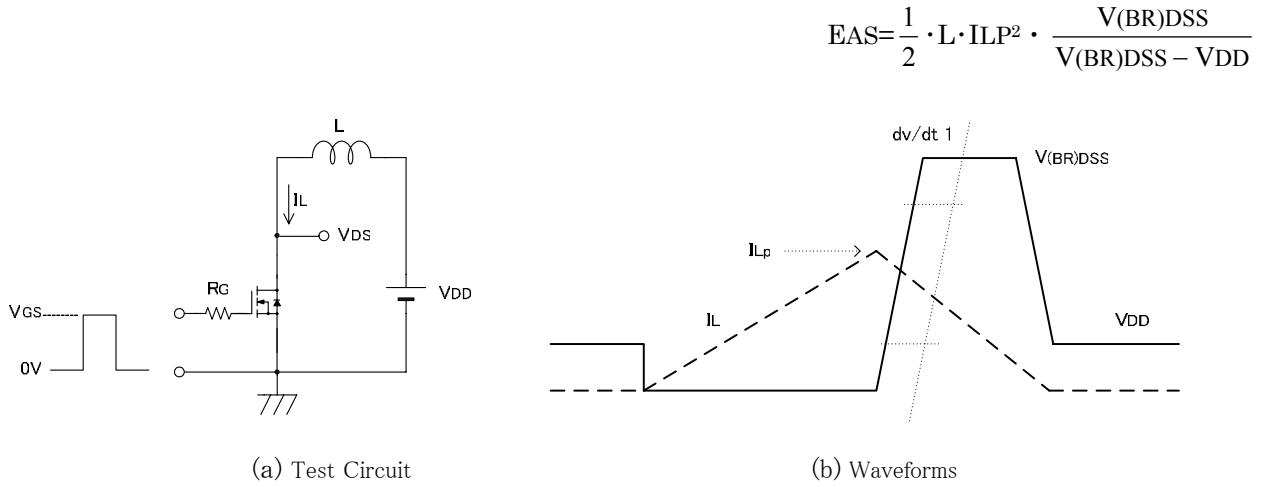 EAS=1/2·L·ILP²· V(BR)DSS / V(BR)DSS – VDD
L
IL
VDS
RG
VDD
VGS
0V
(a) Test Circuit
dv/dt 1
V(BR)DSS
ILp
IL
VDD
(b) Waveforms